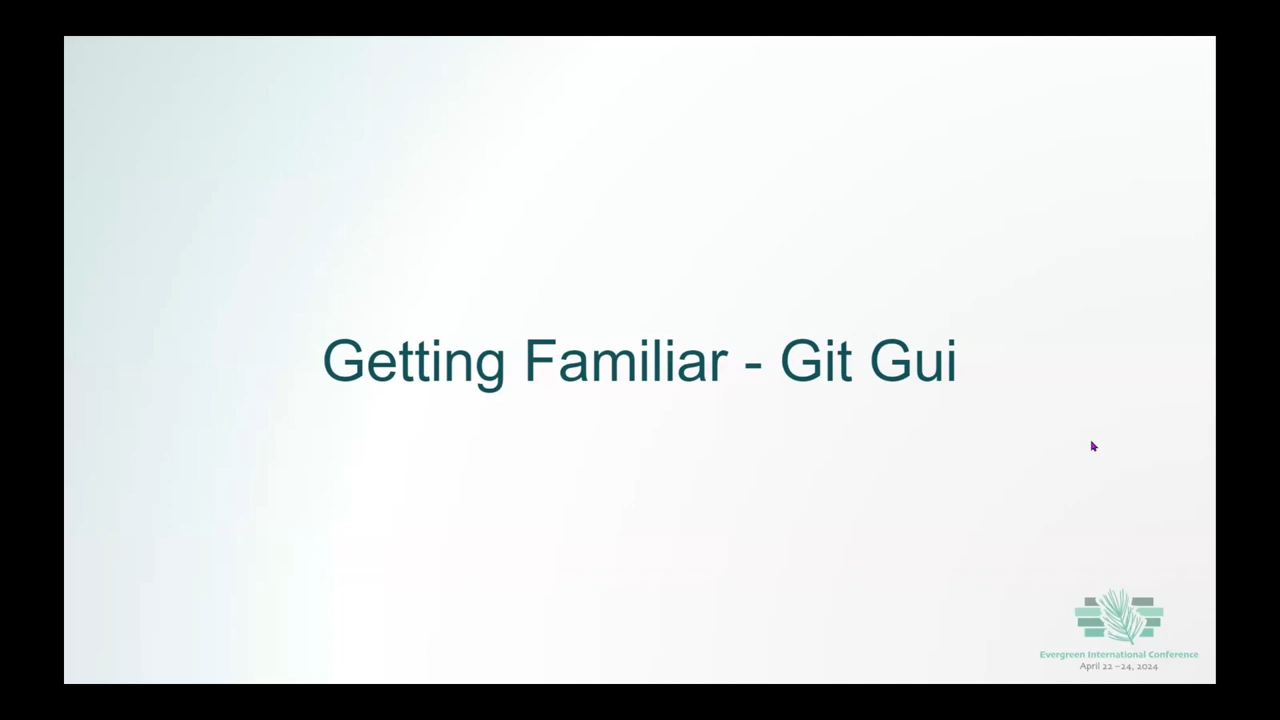 Getting Familiar - Git Gui
Evergreen International Conference
April 22 –24, 2024